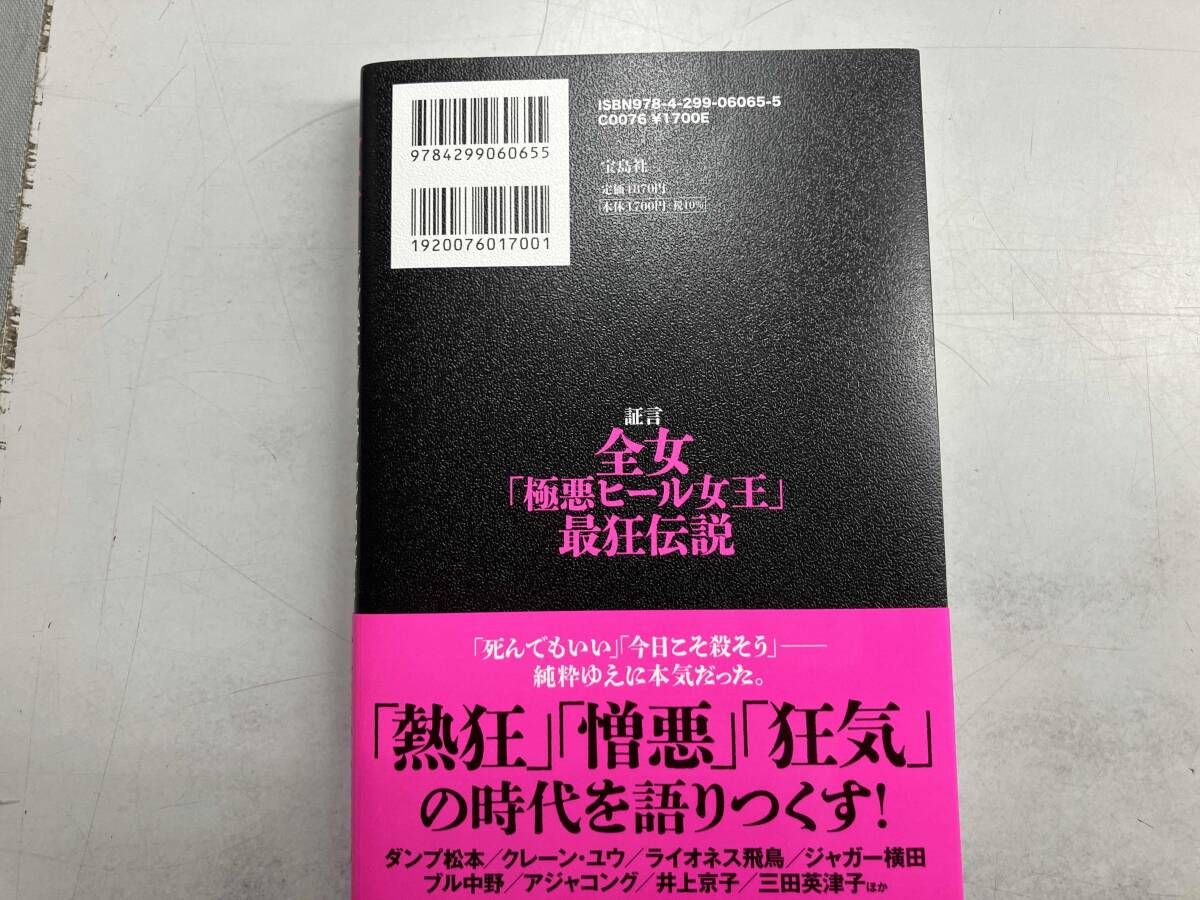 ISBN978-4-299-06065-5
C0076 ¥1700E
9784299060655
宝島社
定価1870円
[本体1700円+税10%]
1920076017001
証言
全女
「極悪ヒール女王」
最狂伝説
「死んでもいい」「今日こそ殺そう」――
純粋ゆえに本気だった。
「熱狂」「憎悪」「狂気」
の時代を語りつくす!
ダンプ松本/クレーン・ユウ/ライオネス飛鳥/ジャガー横田
ブル中野/アジャコング/井上京子/三田英津子ほか